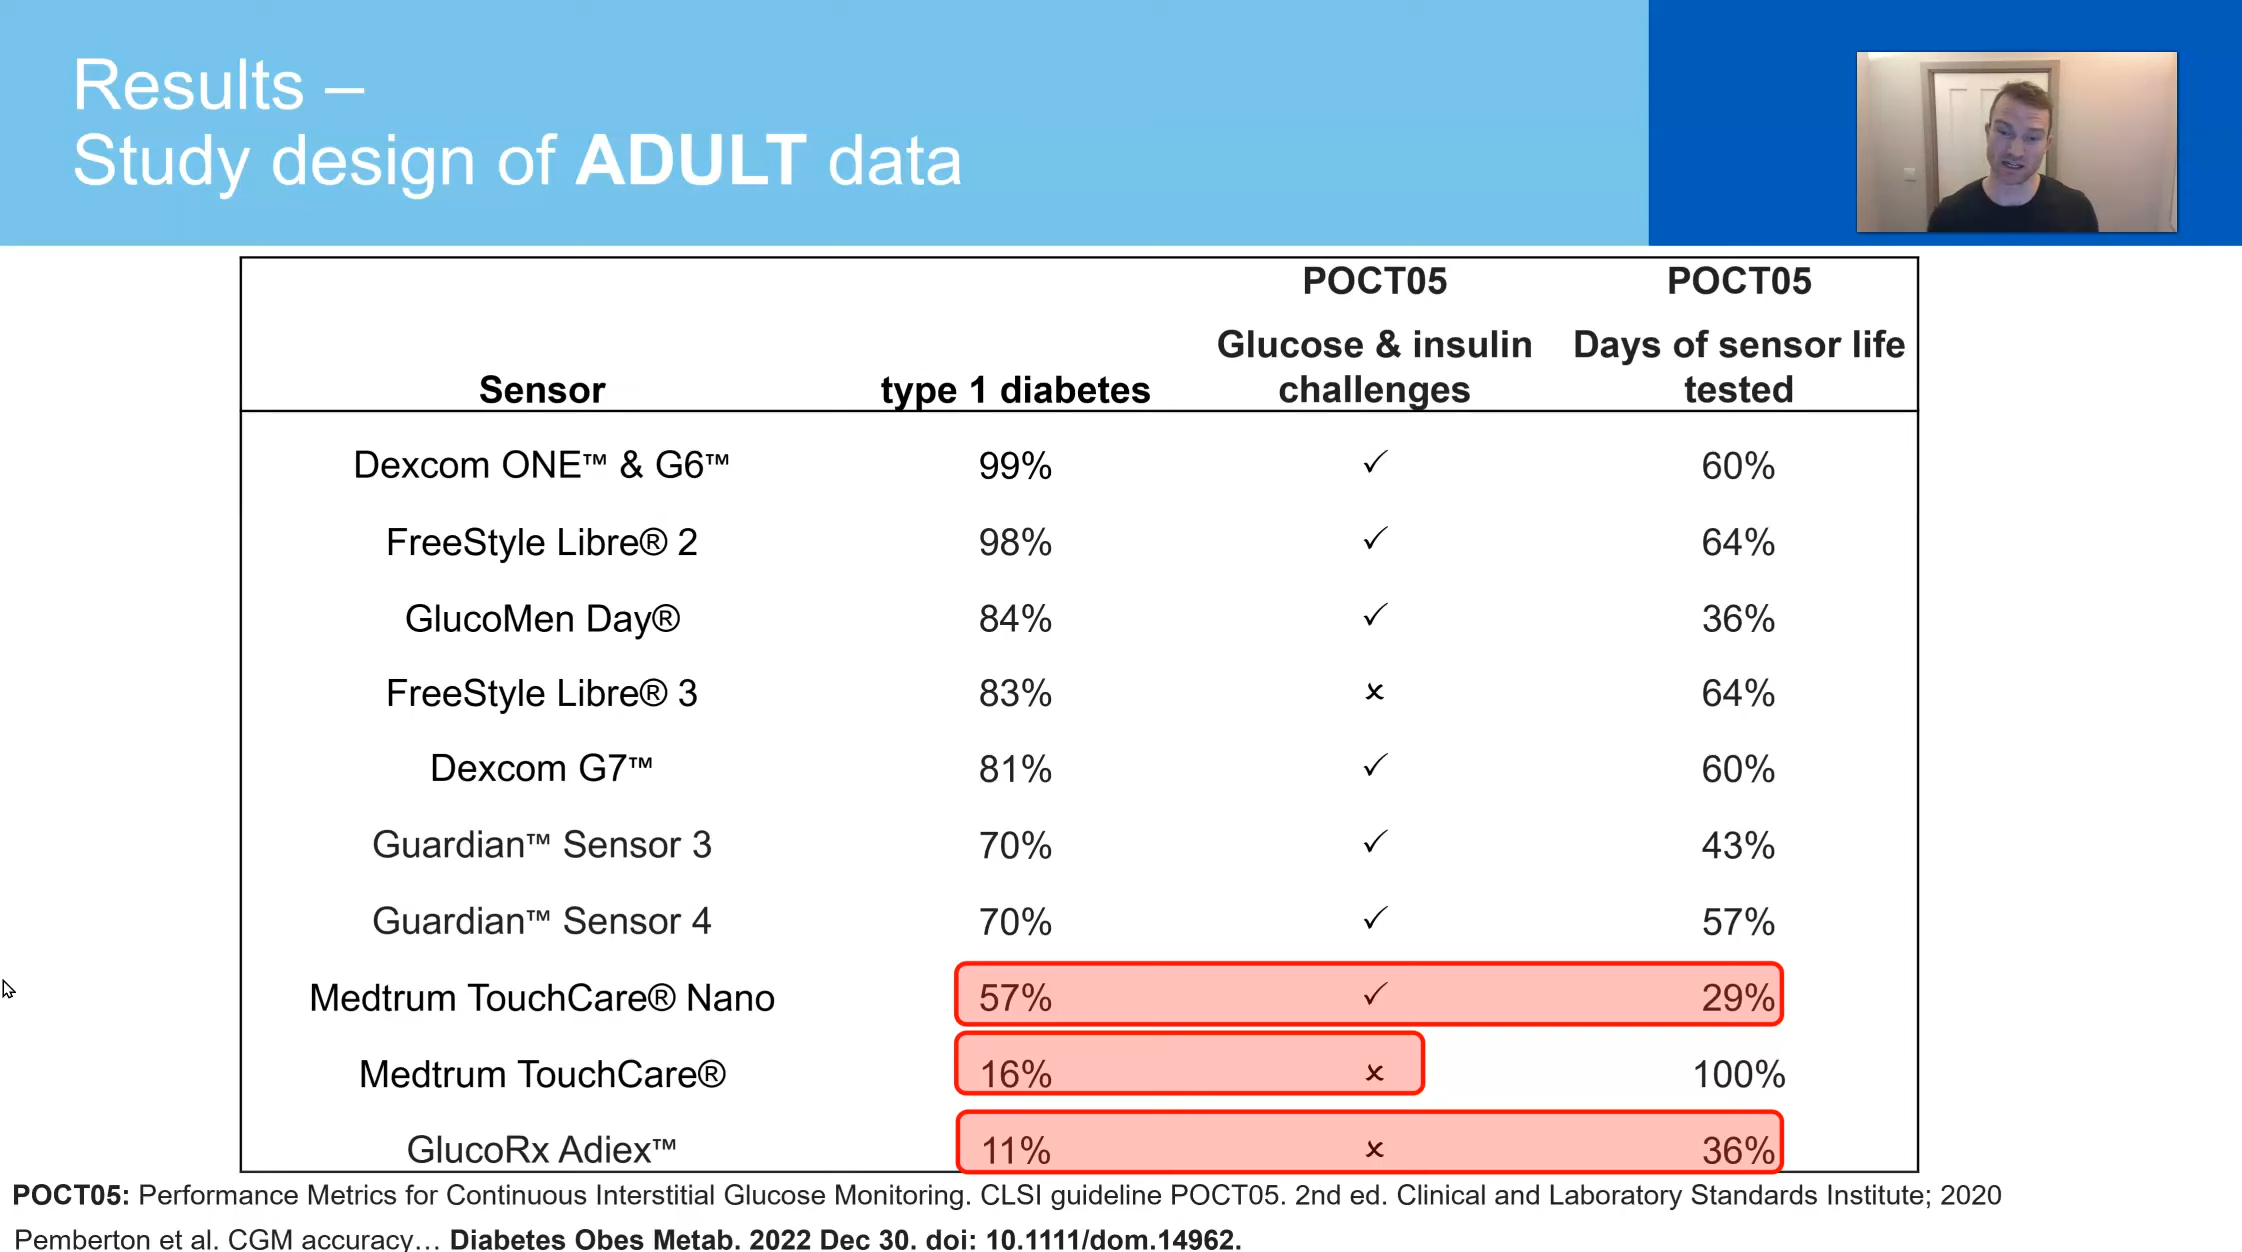 Results –
Study design of ADULT data
POCT05 POCT05
Glucose & insulin Days of sensor life
Sensor type 1 diabetes challenges tested
Dexcom ONE™ & G6™ 99% ✓ 60%
FreeStyle Libre® 2 98% ✓ 64%
GlucoMen Day® 84% ✓ 36%
FreeStyle Libre® 3 83% × 64%
Dexcom G7™ 81% ✓ 60%
Guardian™ Sensor 3 70% ✓ 43%
Guardian™ Sensor 4 70% ✓ 57%
Medtrum TouchCare® Nano 57% ✓ 29%
Medtrum TouchCare® 16% × 100%
GlucoRx Adiex™ 11% × 36%
POCT05: Performance Metrics for Continuous Interstitial Glucose Monitoring. CLSI guideline POCT05. 2nd ed. Clinical and Laboratory Standards Institute; 2020
Pemberton et al. CGM accuracy… Diabetes Obes Metab. 2022 Dec 30. doi: 10.1111/dom.14962.